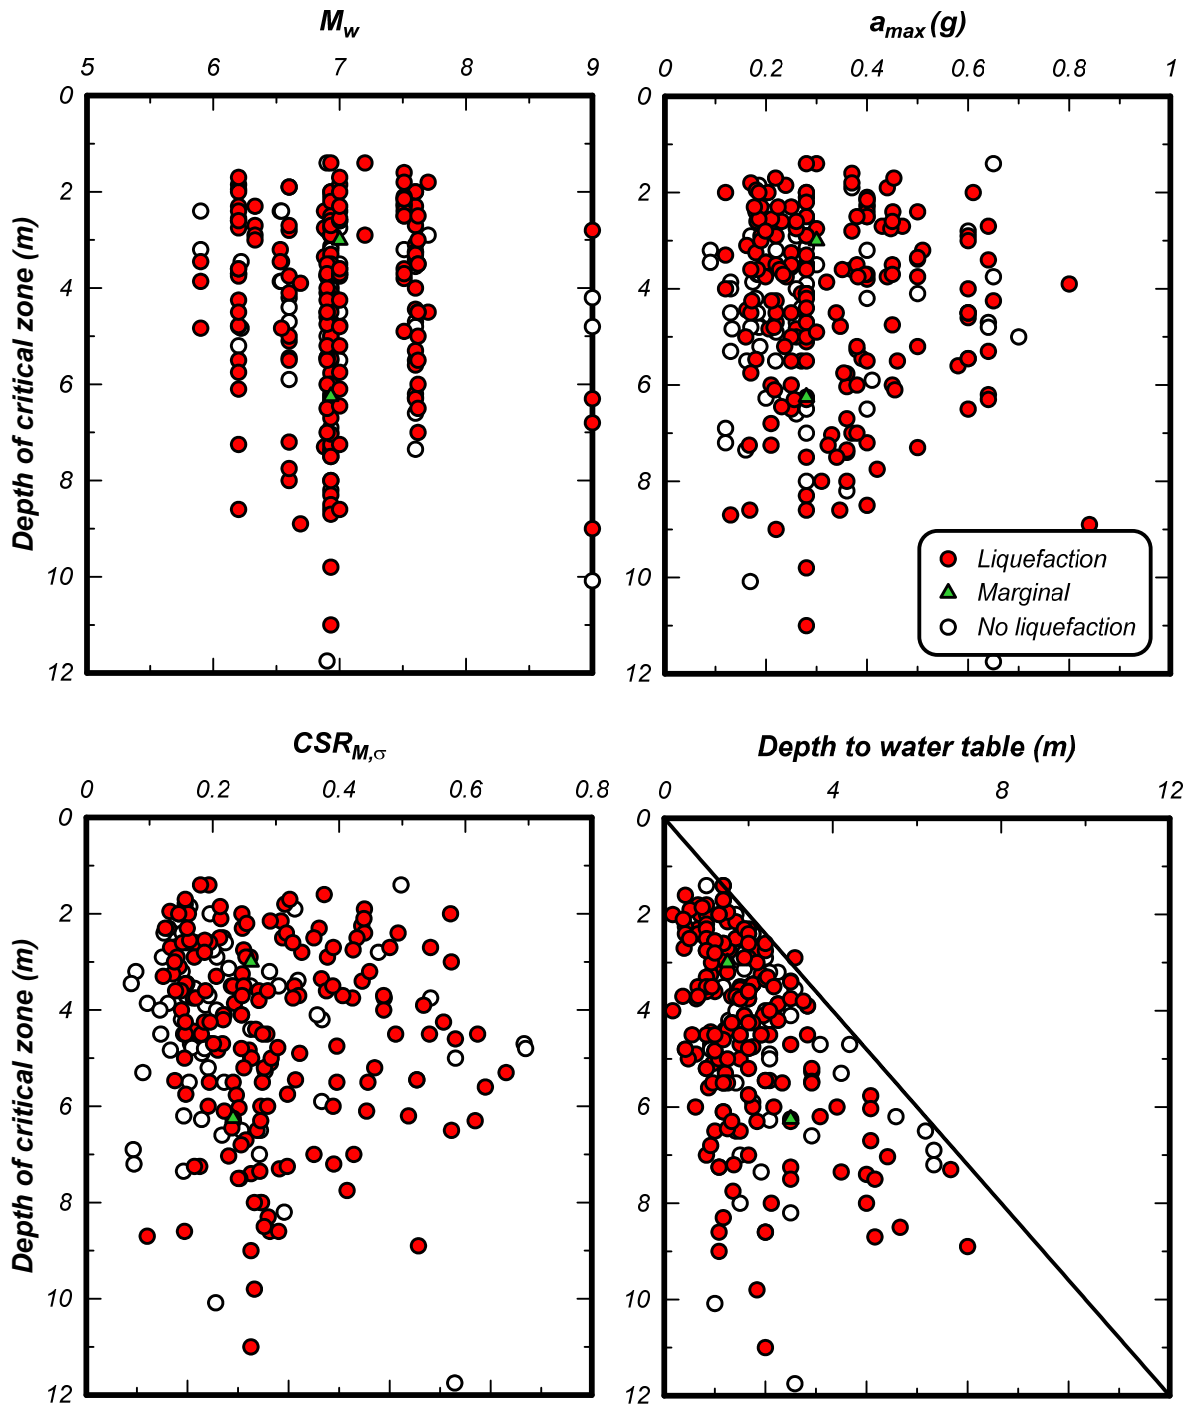 M_w
a_max (g)
5 6 7 8 9
0 0.2 0.4 0.6 0.8 1
0
2
4
6
8
10
12
Depth of critical zone (m)
0
2
4
6
8
10
12
Liquefaction
Marginal
No liquefaction
CSR_M,σ
Depth to water table (m)
0 0.2 0.4 0.6 0.8
0 4 8 12
0
2
4
6
8
10
12
Depth of critical zone (m)
0
2
4
6
8
10
12